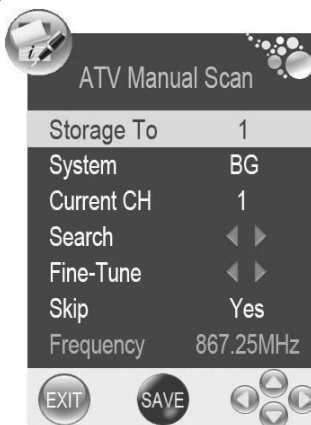 ATV Manual Scan
Storage To 1
System BG
Current CH 1
Search
Fine-Tune
Skip Yes
Frequency 867.25MHz
EXIT SAVE